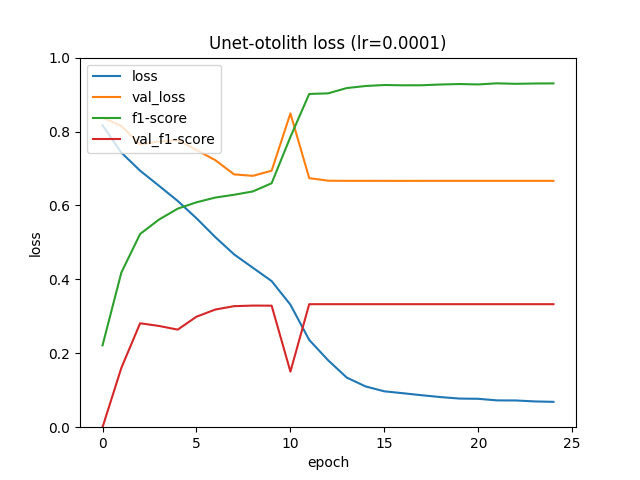 Unet-otolith loss (lr=0.0001)
loss
val_loss
f1-score
val_f1-score
1.0
0.8
0.6
0.4
0.2
0.0
loss
0 5 10 15 20 25
epoch